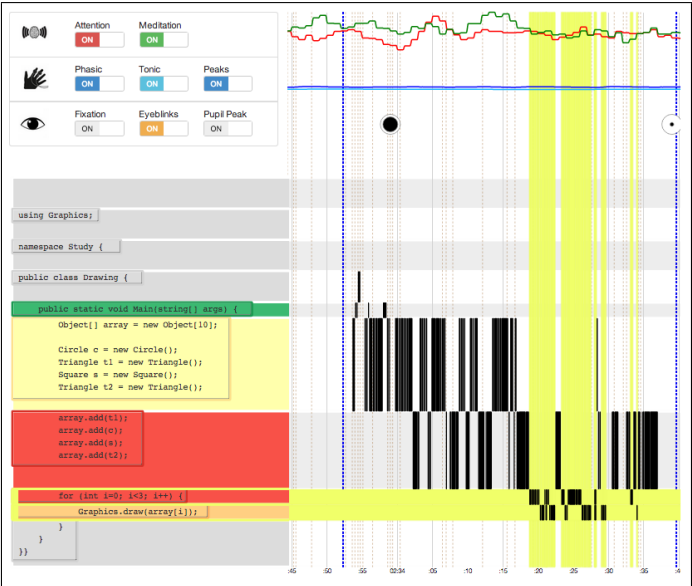 Attention Meditation
ON ON
Phasic Tonic Peaks
ON ON ON
Fixation Eyeblinks Pupil Peak
ON ON ON
using Graphics;
namespace Study {
public class Drawing {
public static void Main(string[] args) {
Object[] array = new Object[10];
Circle c = new Circle();
Triangle t1 = new Triangle();
Square s = new Square();
Triangle t2 = new Triangle();
array.add(t1);
array.add(c);
array.add(s);
array.add(t2);
for (int i=0; i<3; i++) {
Graphics.draw(array[i]);
}
}
}}
:45 :50 :55 02:34 :05 :10 :15 :20 :25 :30 :35 :4